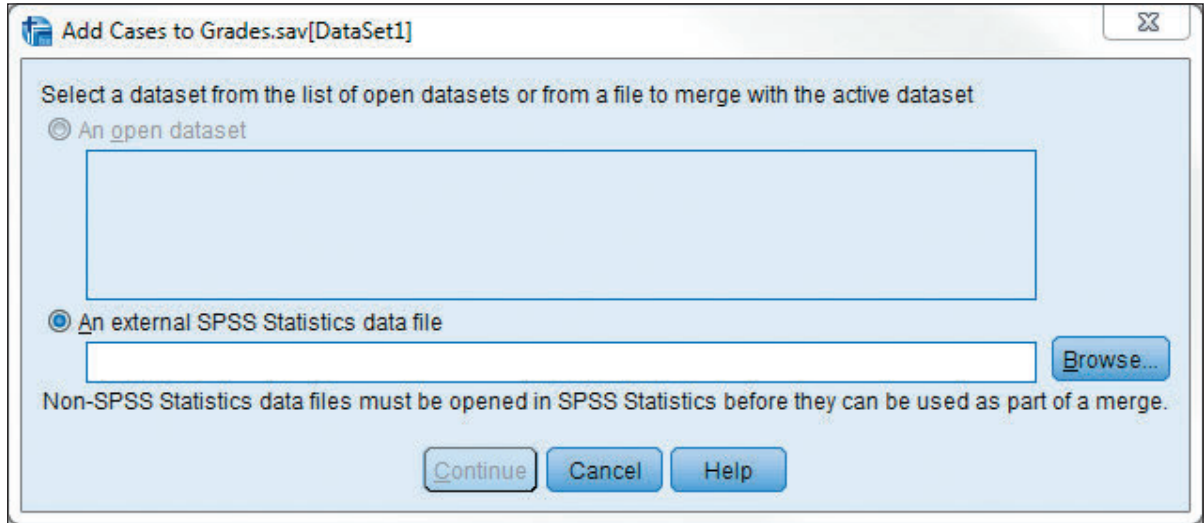 Add Cases to Grades.sav[DataSet1]
Select a dataset from the list of open datasets or from a file to merge with the active dataset
An open dataset
An external SPSS Statistics data file
Browse...
Non-SPSS Statistics data files must be opened in SPSS Statistics before they can be used as part of a merge.
Continue Cancel Help